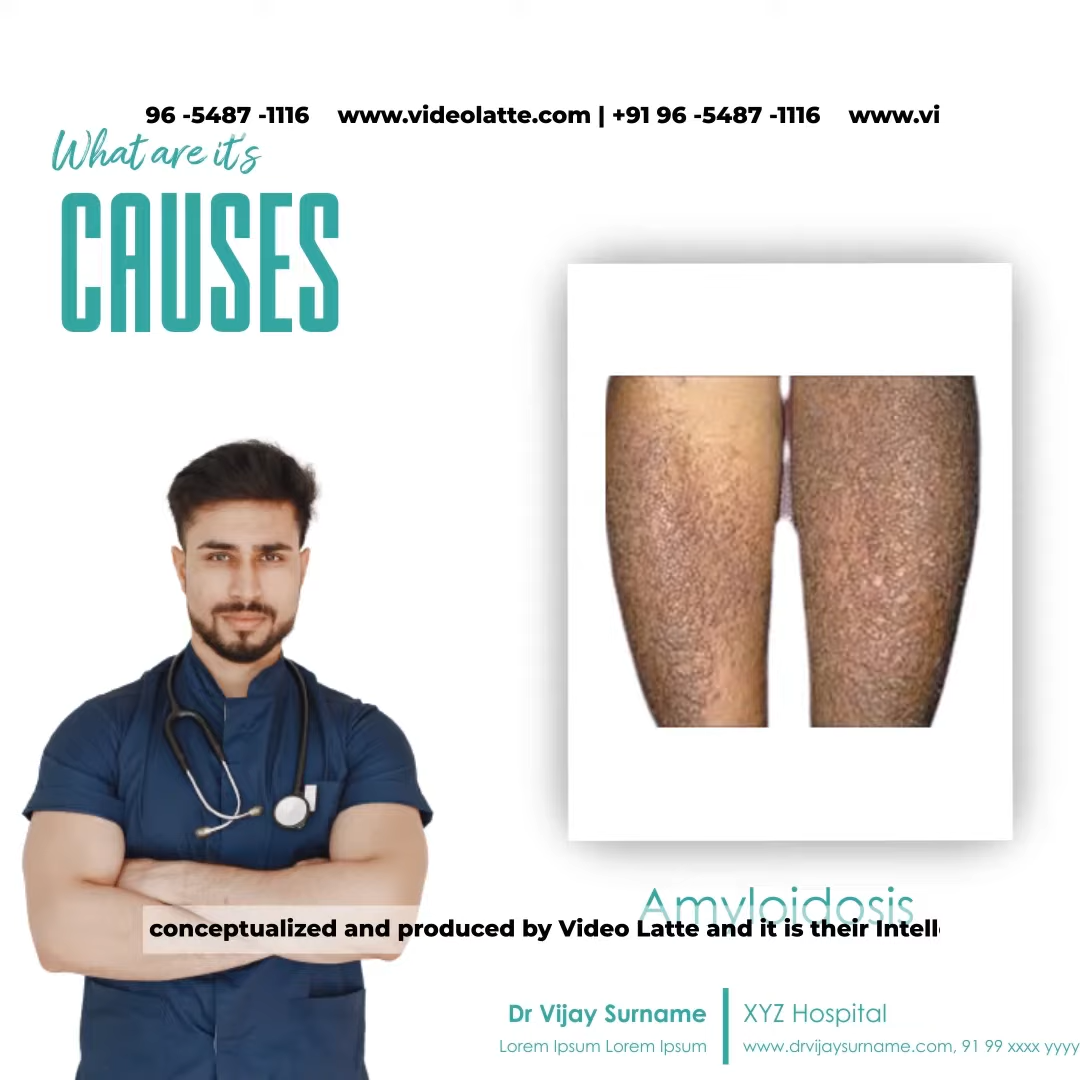 96 -5487 -1116 www.videolatte.com | +91 96 -5487 -1116 www.vi
What are it's
CAUSES
Amyloidosis
conceptualized and produced by Video Latte and it is their Intell
Dr Vijay Surname
Lorem Ipsum Lorem Ipsum
XYZ Hospital
www.drvijaysurname.com, 91 99 xxxx yyyy